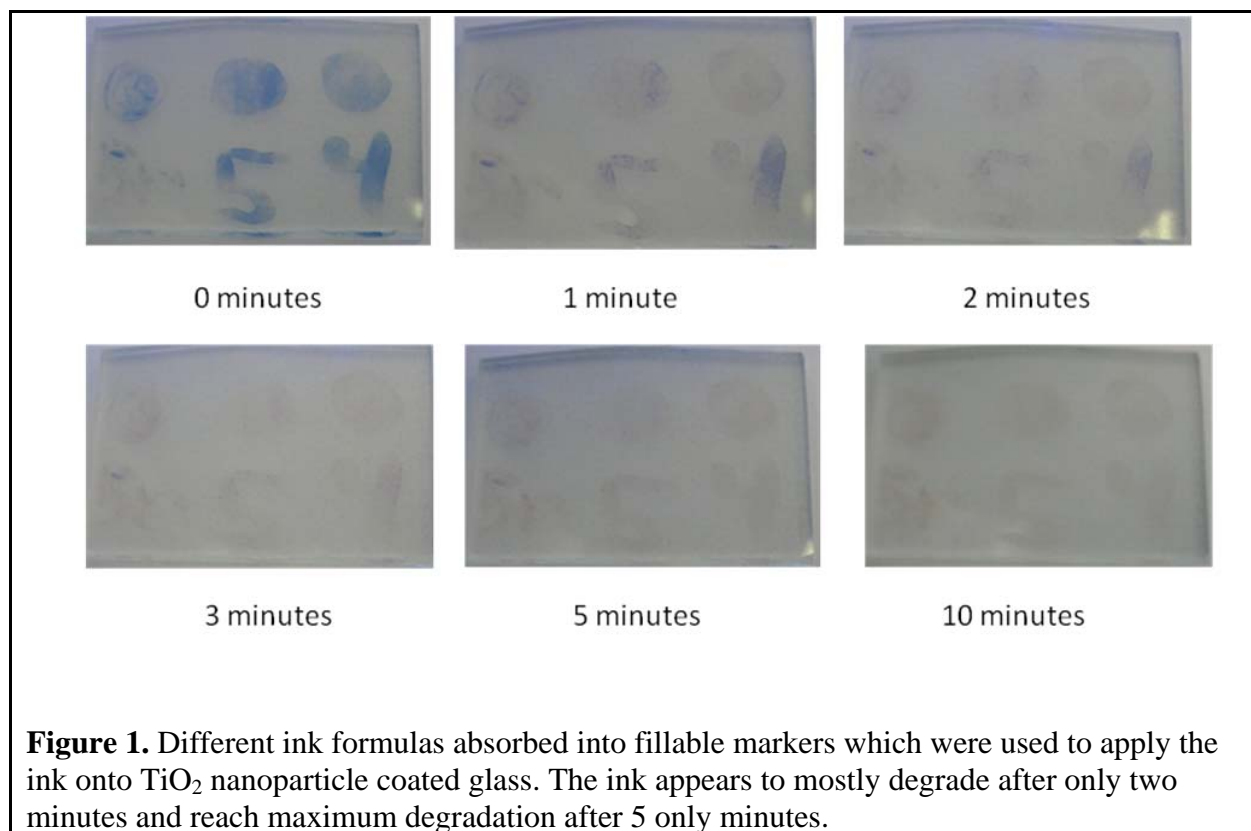 0 minutes
1 minute
2 minutes
3 minutes
5 minutes
10 minutes
Figure 1. Different ink formulas absorbed into fillable markers which were used to apply the
ink onto TiO₂ nanoparticle coated glass. The ink appears to mostly degrade after only two
minutes and reach maximum degradation after 5 only minutes.